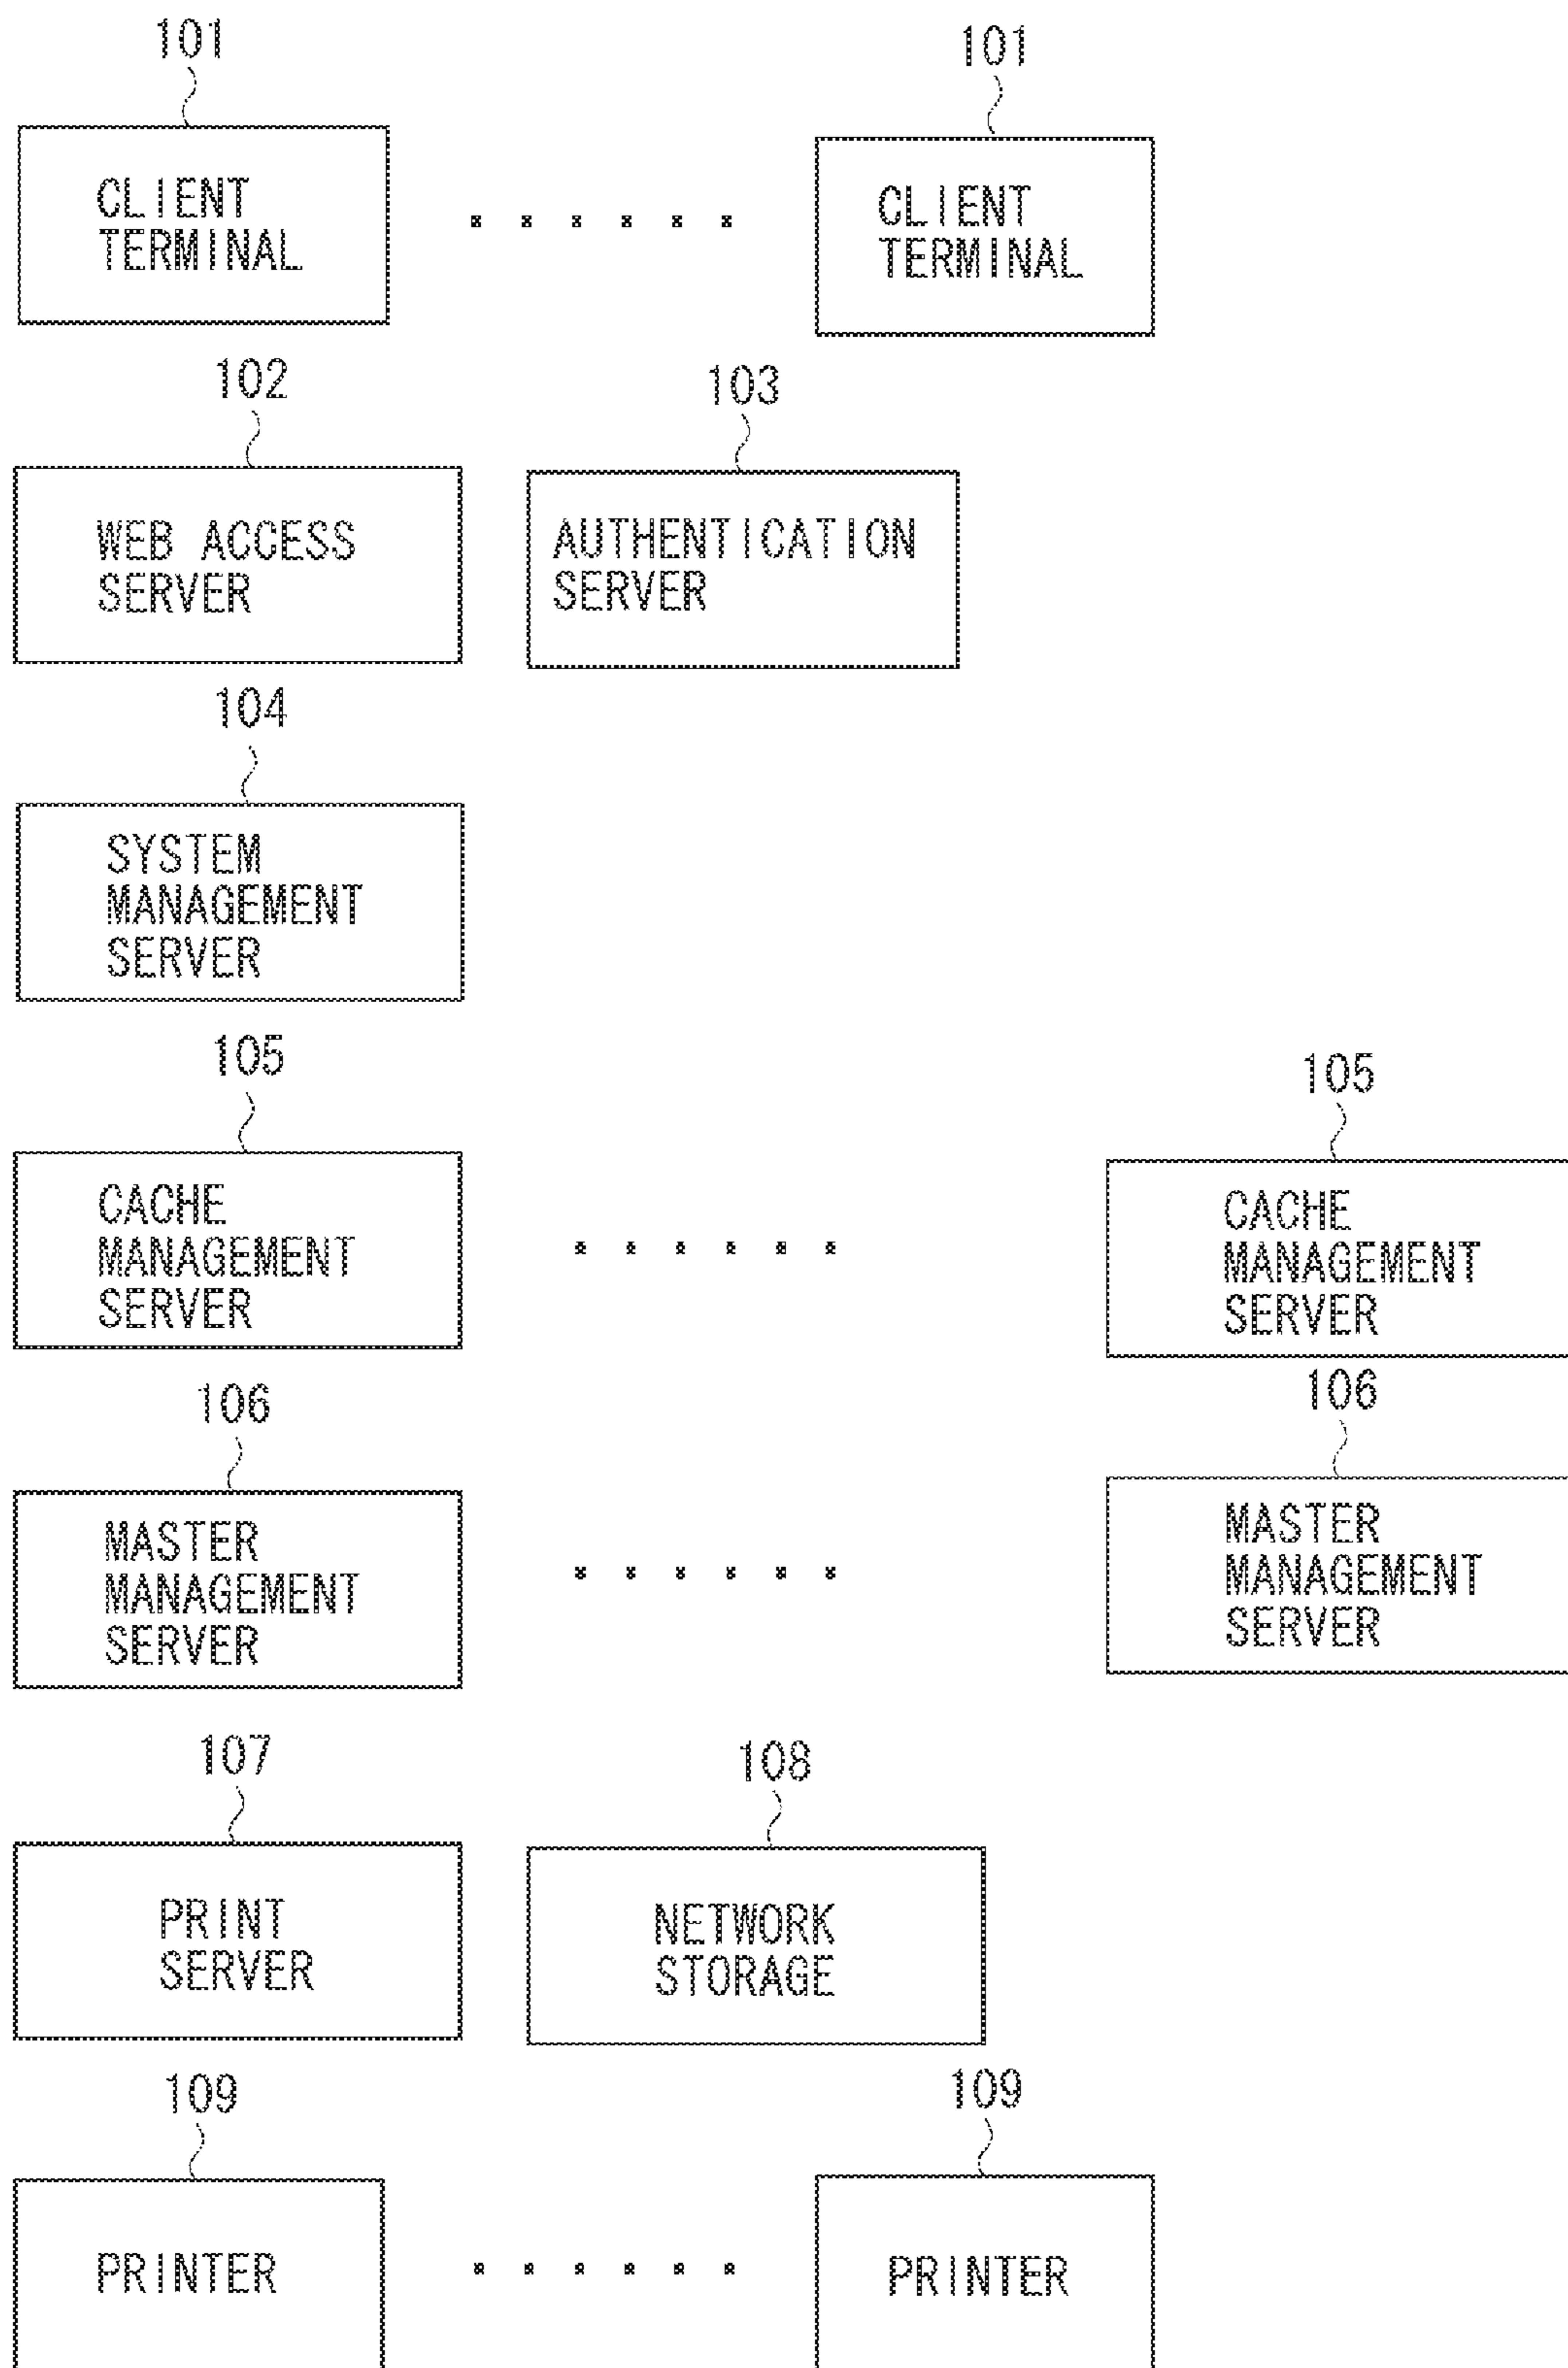 101
101
CLIENT
TERMINAL
CLIENT
TERMINAL
102
103
WEB ACCESS
SERVER
AUTHENTICATION
SERVER
104
SYSTEM
MANAGEMENT
SERVER
105
105
CACHE
MANAGEMENT
SERVER
CACHE
MANAGEMENT
SERVER
106
106
MASTER
MANAGEMENT
SERVER
MASTER
MANAGEMENT
SERVER
107
108
PRINT
SERVER
NETWORK
STORAGE
109
109
PRINTER
PRINTER